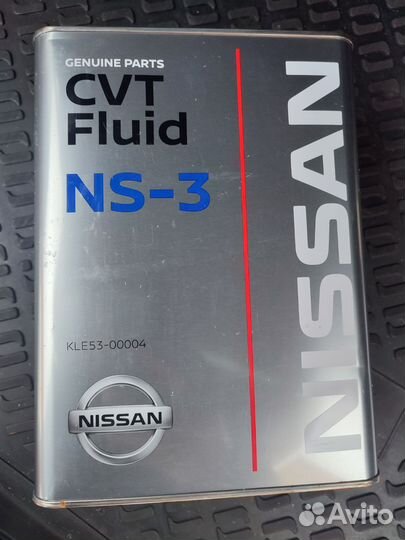 GENUINE PARTS
CVT
Fluid
NS-3
NISSAN
KLE53-00004
NISSAN
Avito